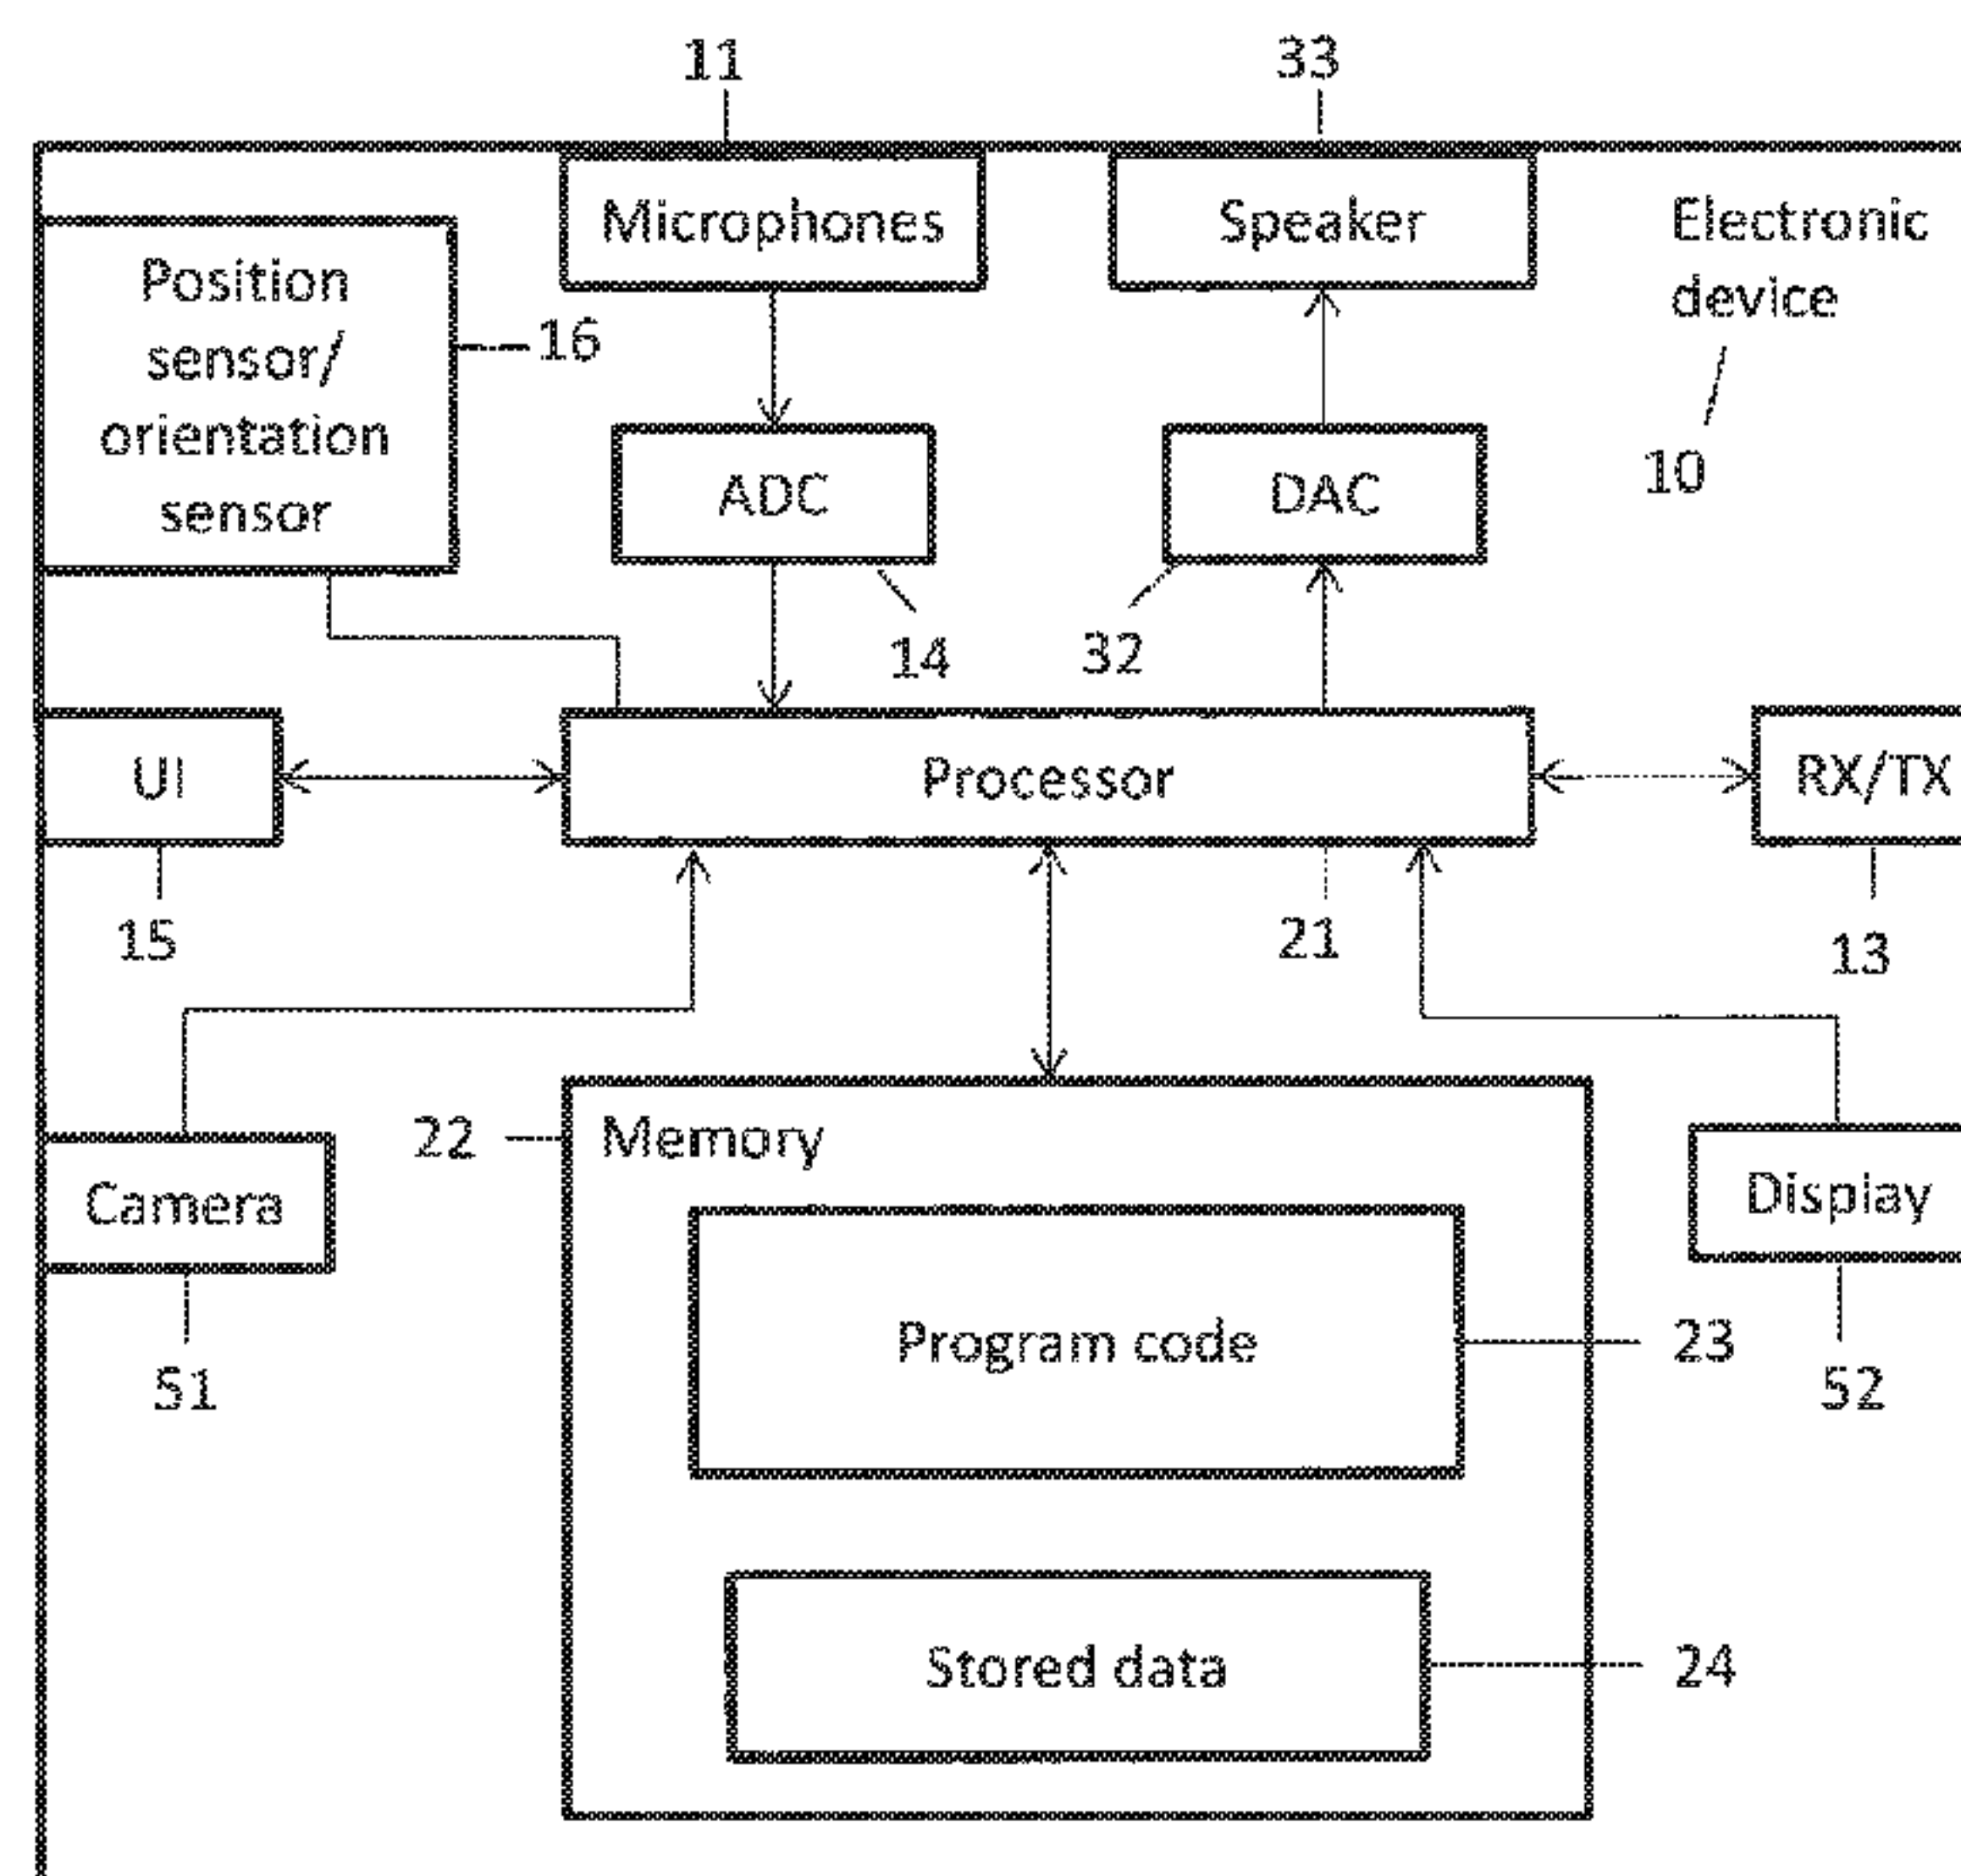 11
33
Microphones
Speaker
Electronic
device
10
Position
sensor/
orientation
sensor
16
ADC
14
DAC
32
UI
15
Processor
21
RX/TX
13
Camera
51
22
Memory
Program code
23
Stored data
24
Display
52